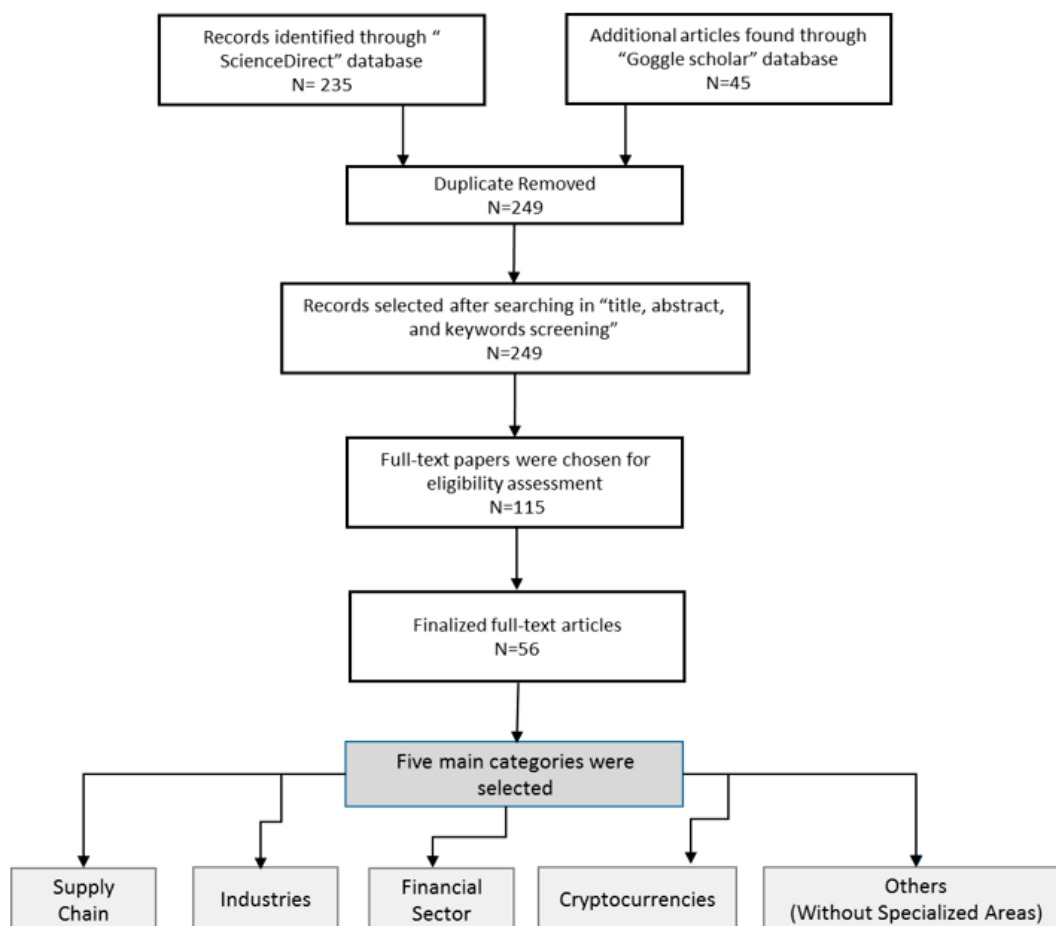 Records identified through “
ScienceDirect” database
N= 235
Additional articles found through
“Goggle scholar” database
N=45
Duplicate Removed
N=249
Records selected after searching in “title, abstract,
and keywords screening”
N=249
Full-text papers were chosen for
eligibility assessment
N=115
Finalized full-text articles
N=56
Five main categories were
selected
Supply
Chain
Industries
Financial
Sector
Cryptocurrencies
Others
(Without Specialized Areas)